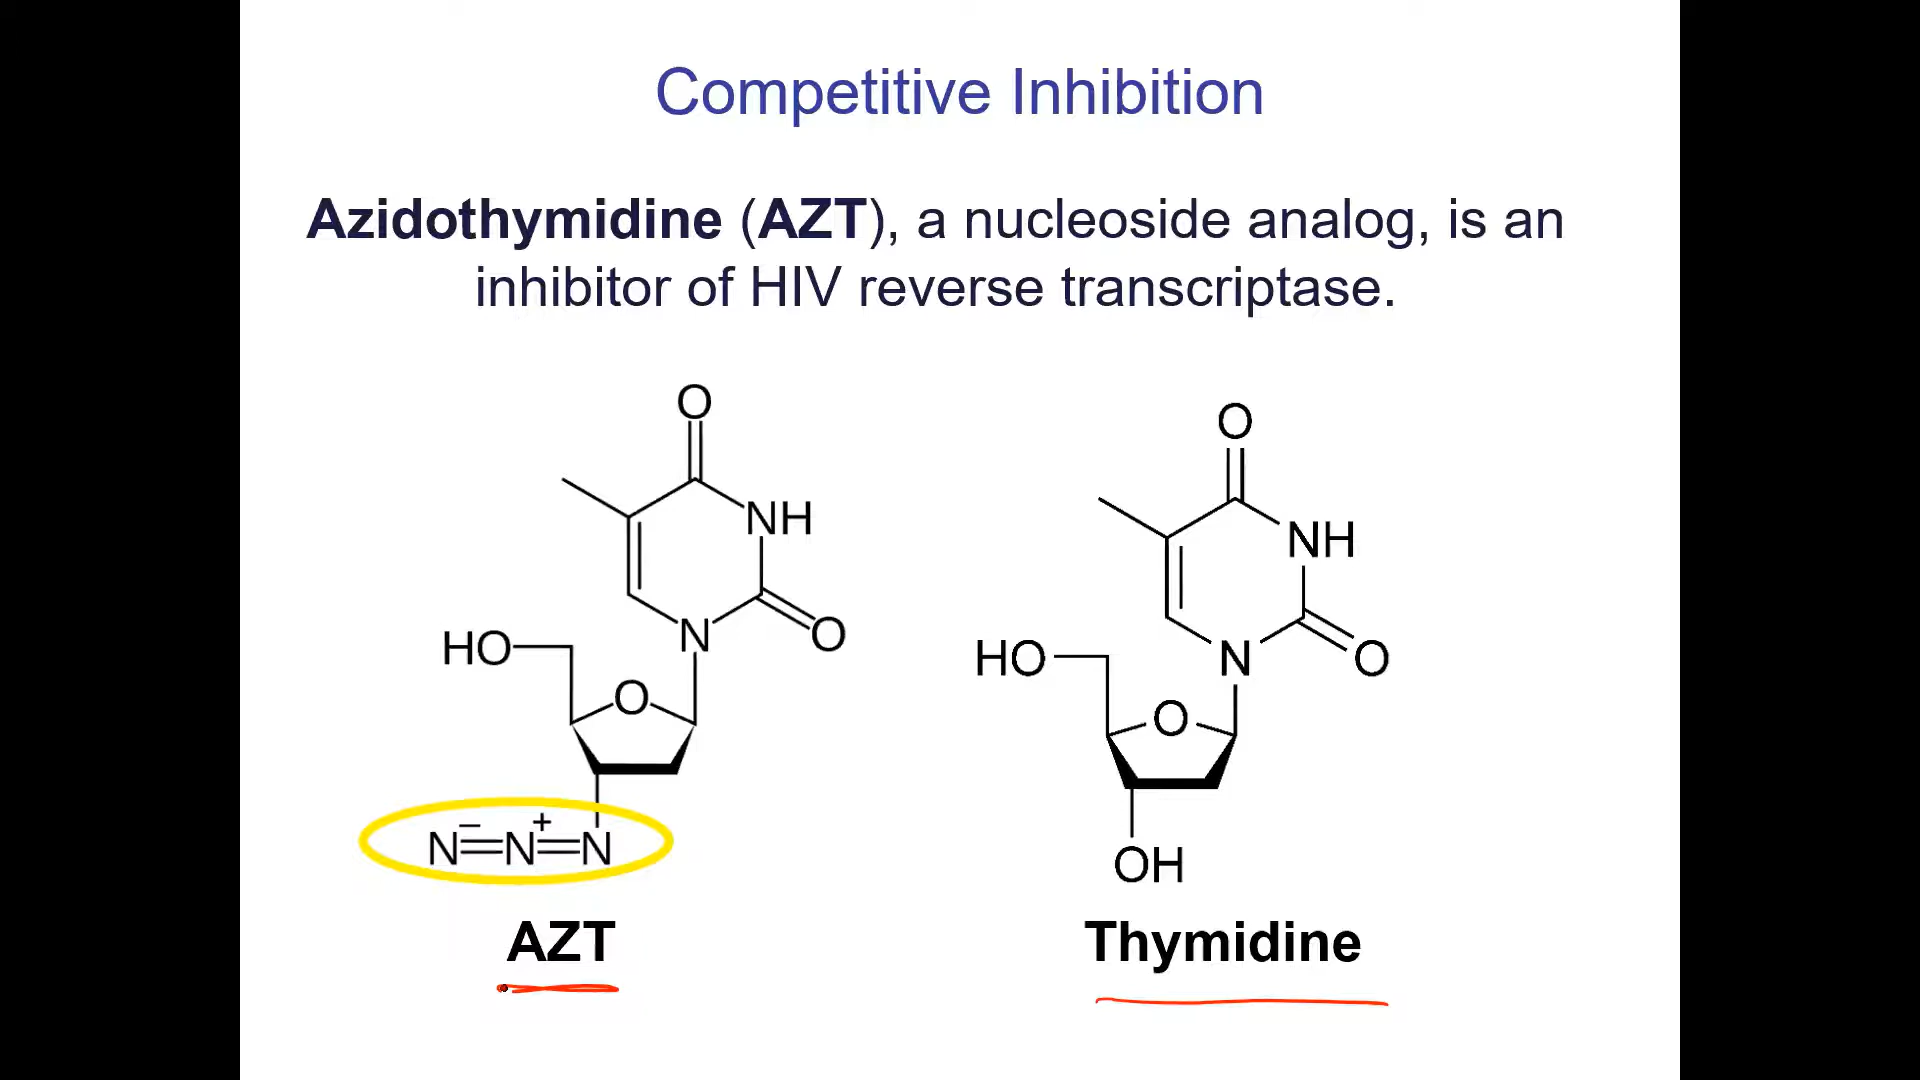 Competitive Inhibition
Azidothymidine (AZT), a nucleoside analog, is an
inhibitor of HIV reverse transcriptase.
O
NH
N
O
HO
O
N⁻=N⁺=N
AZT
O
NH
N
O
HO
O
OH
Thymidine